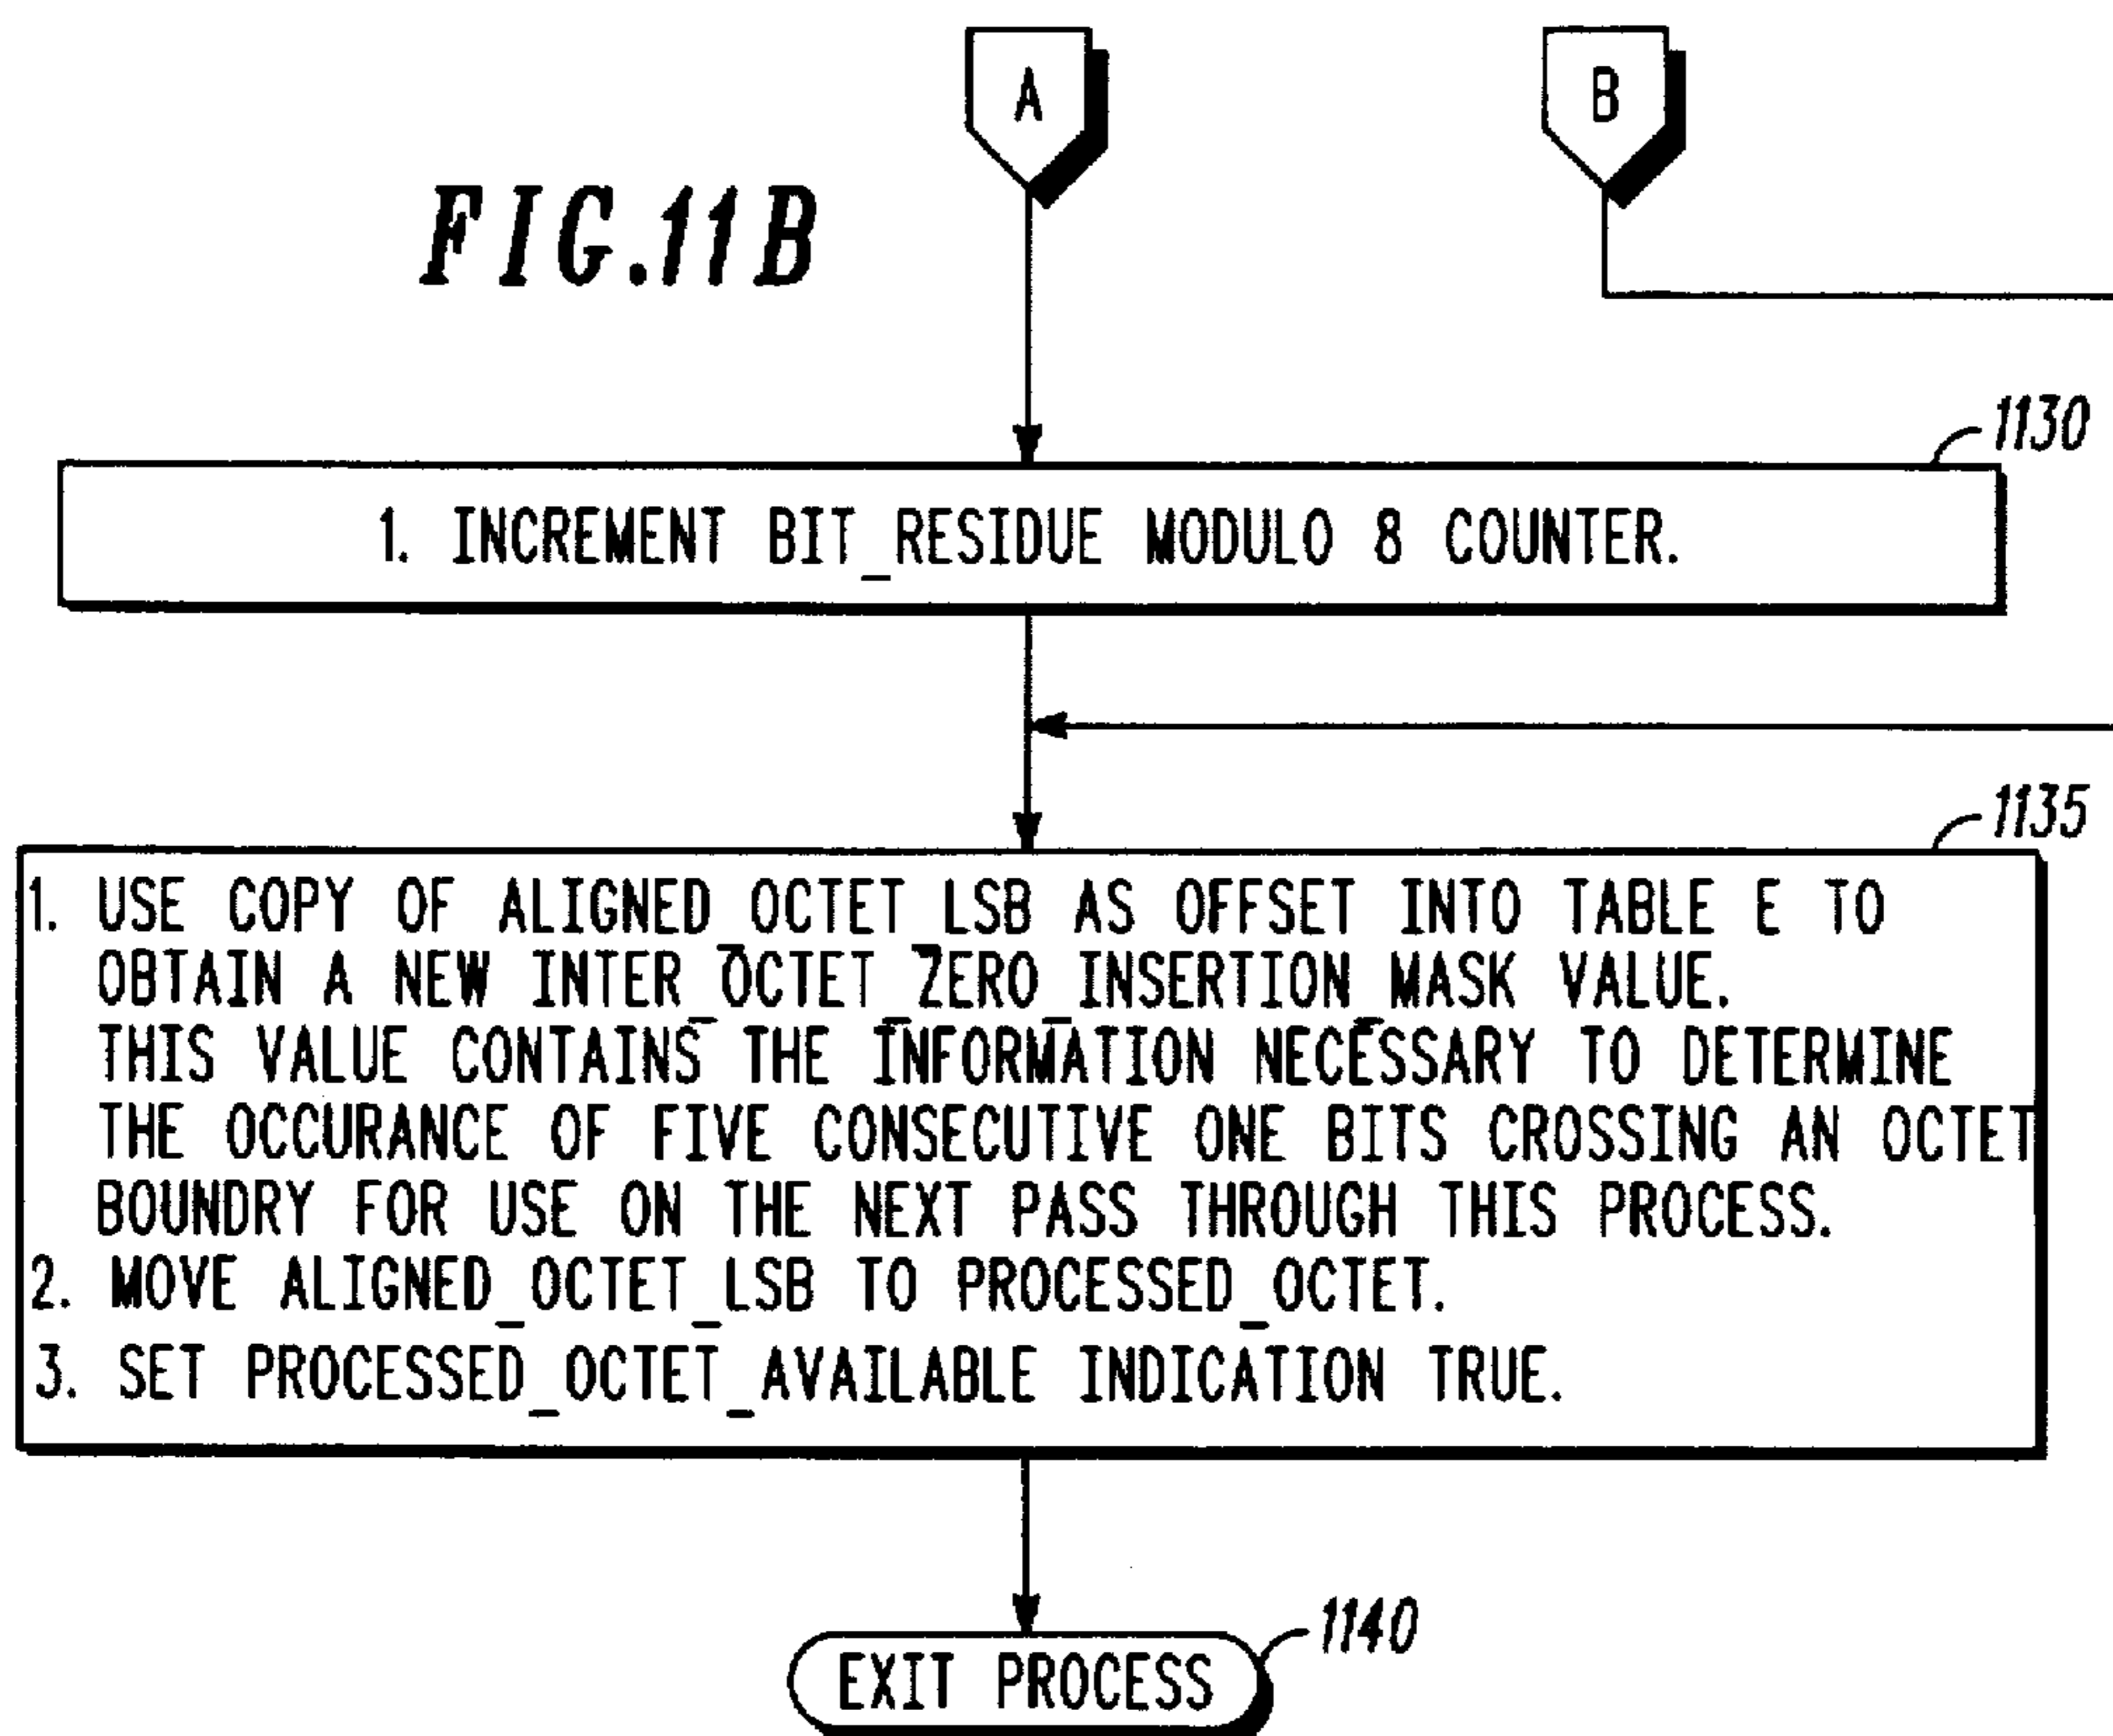 A
B
FIG.11B
1130
1. INCREMENT BIT_RESIDUE MODULO 8 COUNTER.
1135
1. USE COPY OF ALIGNED_OCTET_LSB AS OFFSET INTO TABLE E TO
OBTAIN A NEW INTER_OCTET_ZERO_INSERTION_MASK VALUE.
THIS VALUE CONTAINS THE INFORMATION NECESSARY TO DETERMINE
THE OCCURANCE OF FIVE CONSECUTIVE ONE BITS CROSSING AN OCTET
BOUNDRY FOR USE ON THE NEXT PASS THROUGH THIS PROCESS.
2. MOVE ALIGNED_OCTET_LSB TO PROCESSED_OCTET.
3. SET PROCESSED_OCTET_AVAILABLE INDICATION TRUE.
1140
EXIT PROCESS